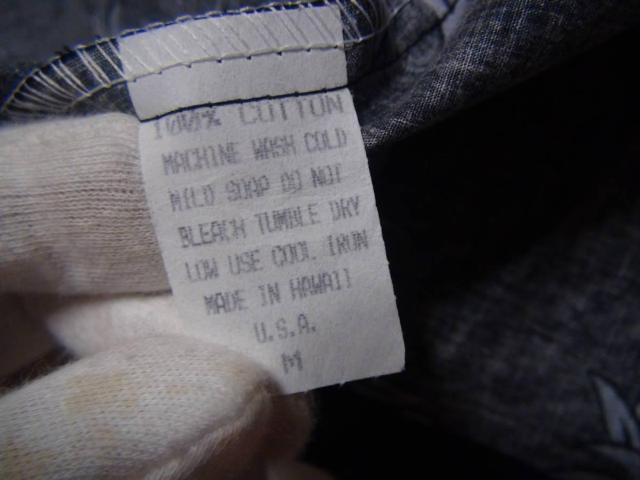 100% COTTON
MACHINE WASH COLD
MILD SOAP DO NOT
BLEACH TUMBLE DRY
LOW USE COOL IRON
MADE IN HAWAII
U.S.A.
M